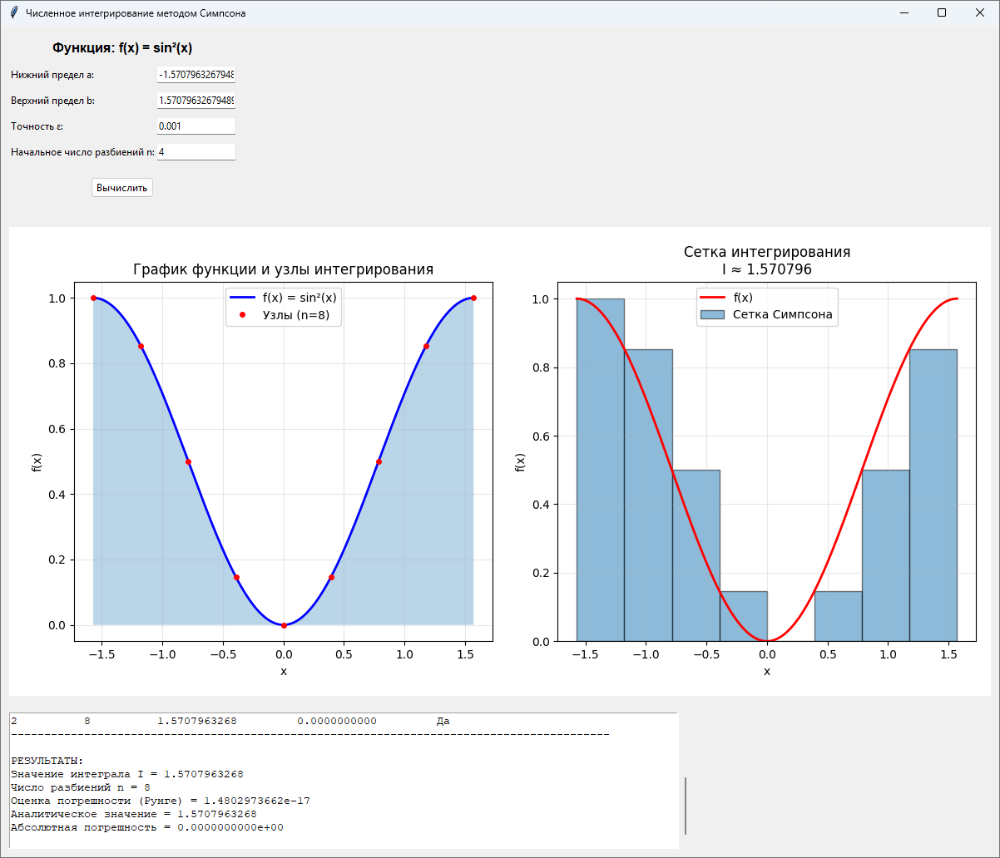 Численное интегрирование методом Симпсона
Функция: f(x) = sin²(x)
Нижний предел a: -1.5707963267948
Верхний предел b: 1.57079632679489
Точность ε: 0.001
Начальное число разбиений n: 4
Вычислить
График функции и узлы интегрирования
f(x) = sin²(x)
Узлы (n=8)
1.0
0.8
0.6
0.4
0.2
0.0
f(x)
−1.5 −1.0 −0.5 0.0 0.5 1.0 1.5
x
Сетка интегрирования
I ≈ 1.570796
f(x)
Сетка Симпсона
1.0
0.8
0.6
0.4
0.2
0.0
f(x)
−1.5 −1.0 −0.5 0.0 0.5 1.0 1.5
x
2 8 1.5707963268 0.0000000000 Да
------------------------------------------------------------------------------------------
РЕЗУЛЬТАТЫ:
Значение интеграла I = 1.5707963268
Число разбиений n = 8
Оценка погрешности (Рунге) = 1.4802973662e-17
Аналитическое значение = 1.5707963268
Абсолютная погрешность = 0.0000000000e+00